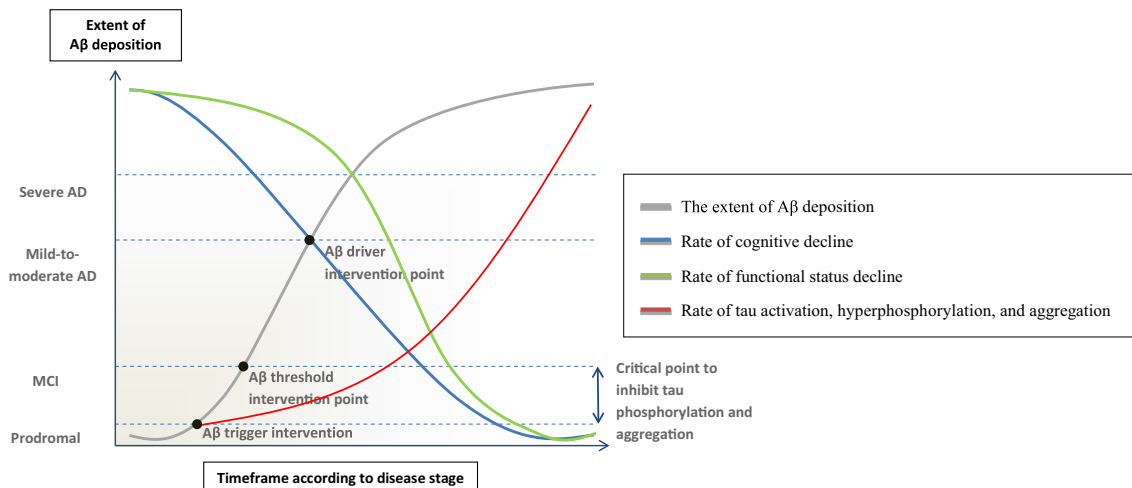 Extent of
Aβ deposition
Severe AD
Mild-to-
moderate AD
MCI
Prodromal
Aβ driver
intervention point
Aβ threshold
intervention point
Aβ trigger intervention
Timeframe according to disease stage
The extent of Aβ deposition
Rate of cognitive decline
Rate of functional status decline
Rate of tau activation, hyperphosphorylation, and aggregation
Critical point to
inhibit tau
phosphorylation and
aggregation